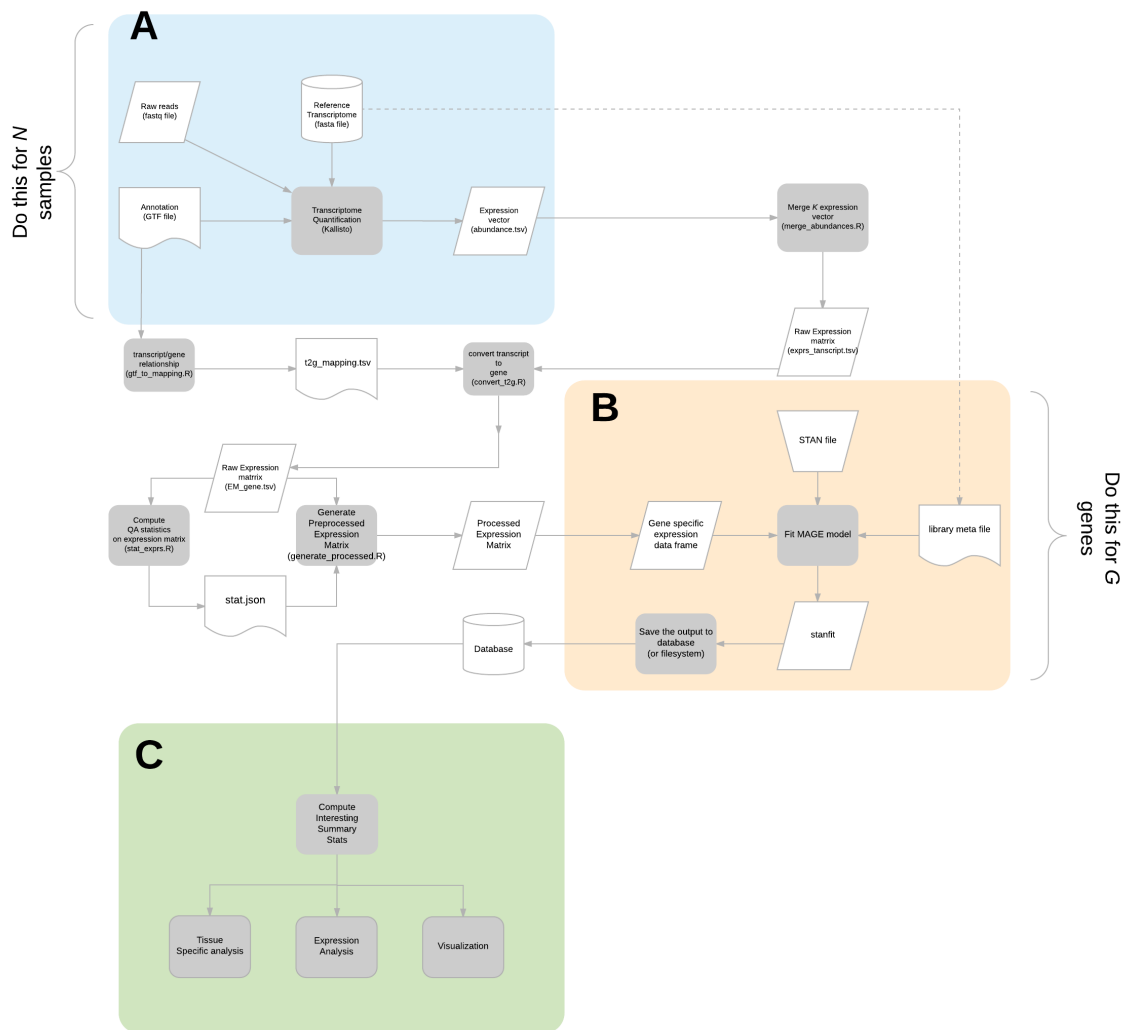 A
Do this for N
samples
Raw reads
(fastq file)
Reference
Transcriptome
(fasta file)
Annotation
(GTF file)
Transcriptome
Quantification
(Kallisto)
Expression
vector
(abundance.tsv)
Merge K expression
vector
(merge_abundances.R)
transcript/gene
relationship
(gtf_to_mapping.R)
t2g_mapping.tsv
convert transcript
to
gene
(convert_t2g.R)
Raw Expression
matrrix
(exprs_tanscript.tsv)
B
Do this for G
genes
STAN file
Raw Expression
matrrix
(EM_gene.tsv)
Compute
QA statistics
on expression matrix
(stat_exprs.R)
Generate
Preprocessed
Expression
Matrix
(generate_processed.R)
Processed
Expression
Matrix
Gene specific
expression
data frame
Fit MAGE model
library meta file
stat.json
Database
Save the output to
database
(or filesystem)
stanfit
C
Compute
Interesting
Summary
Stats
Tissue
Specific analysis
Expression
Analysis
Visualization